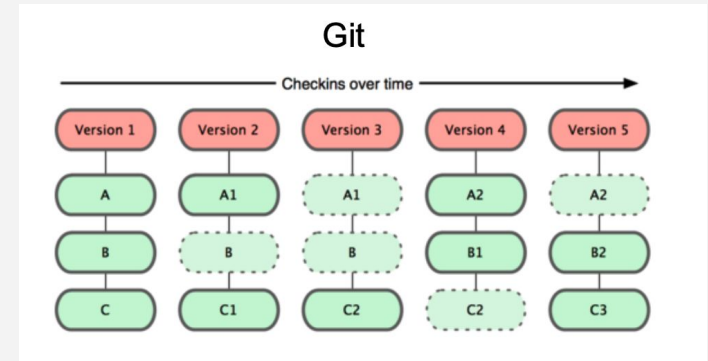 Git
Checkins over time
Version 1 Version 2 Version 3 Version 4 Version 5
A A1 A1 A2 A2
B B B B1 B2
C C1 C2 C2 C3